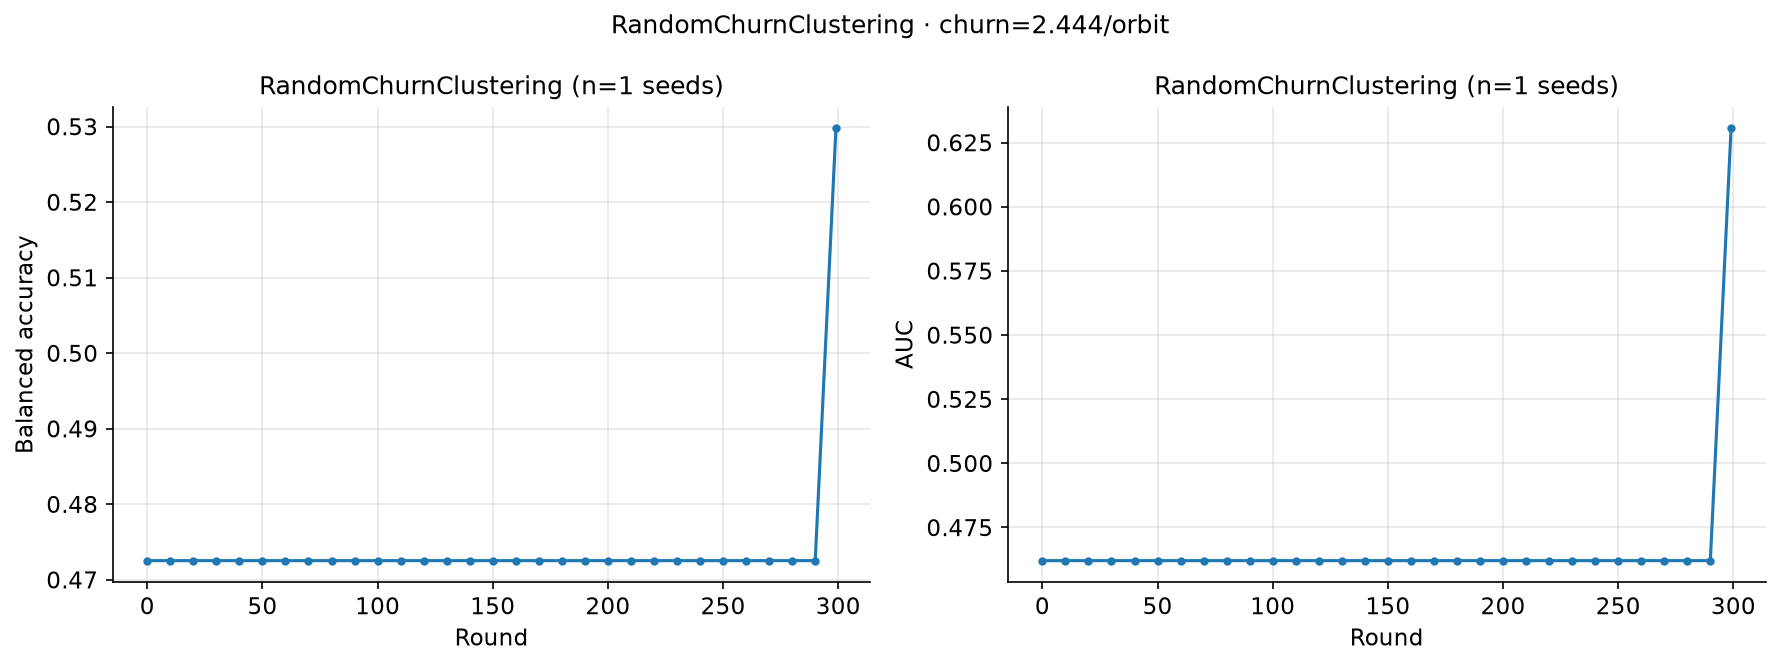 RandomChurnClustering · churn=2.444/orbit
RandomChurnClustering (n=1 seeds)
Balanced accuracy
0.53
0.52
0.51
0.50
0.49
0.48
0.47
0 50 100 150 200 250 300
Round
RandomChurnClustering (n=1 seeds)
AUC
0.625
0.600
0.575
0.550
0.525
0.500
0.475
0 50 100 150 200 250 300
Round